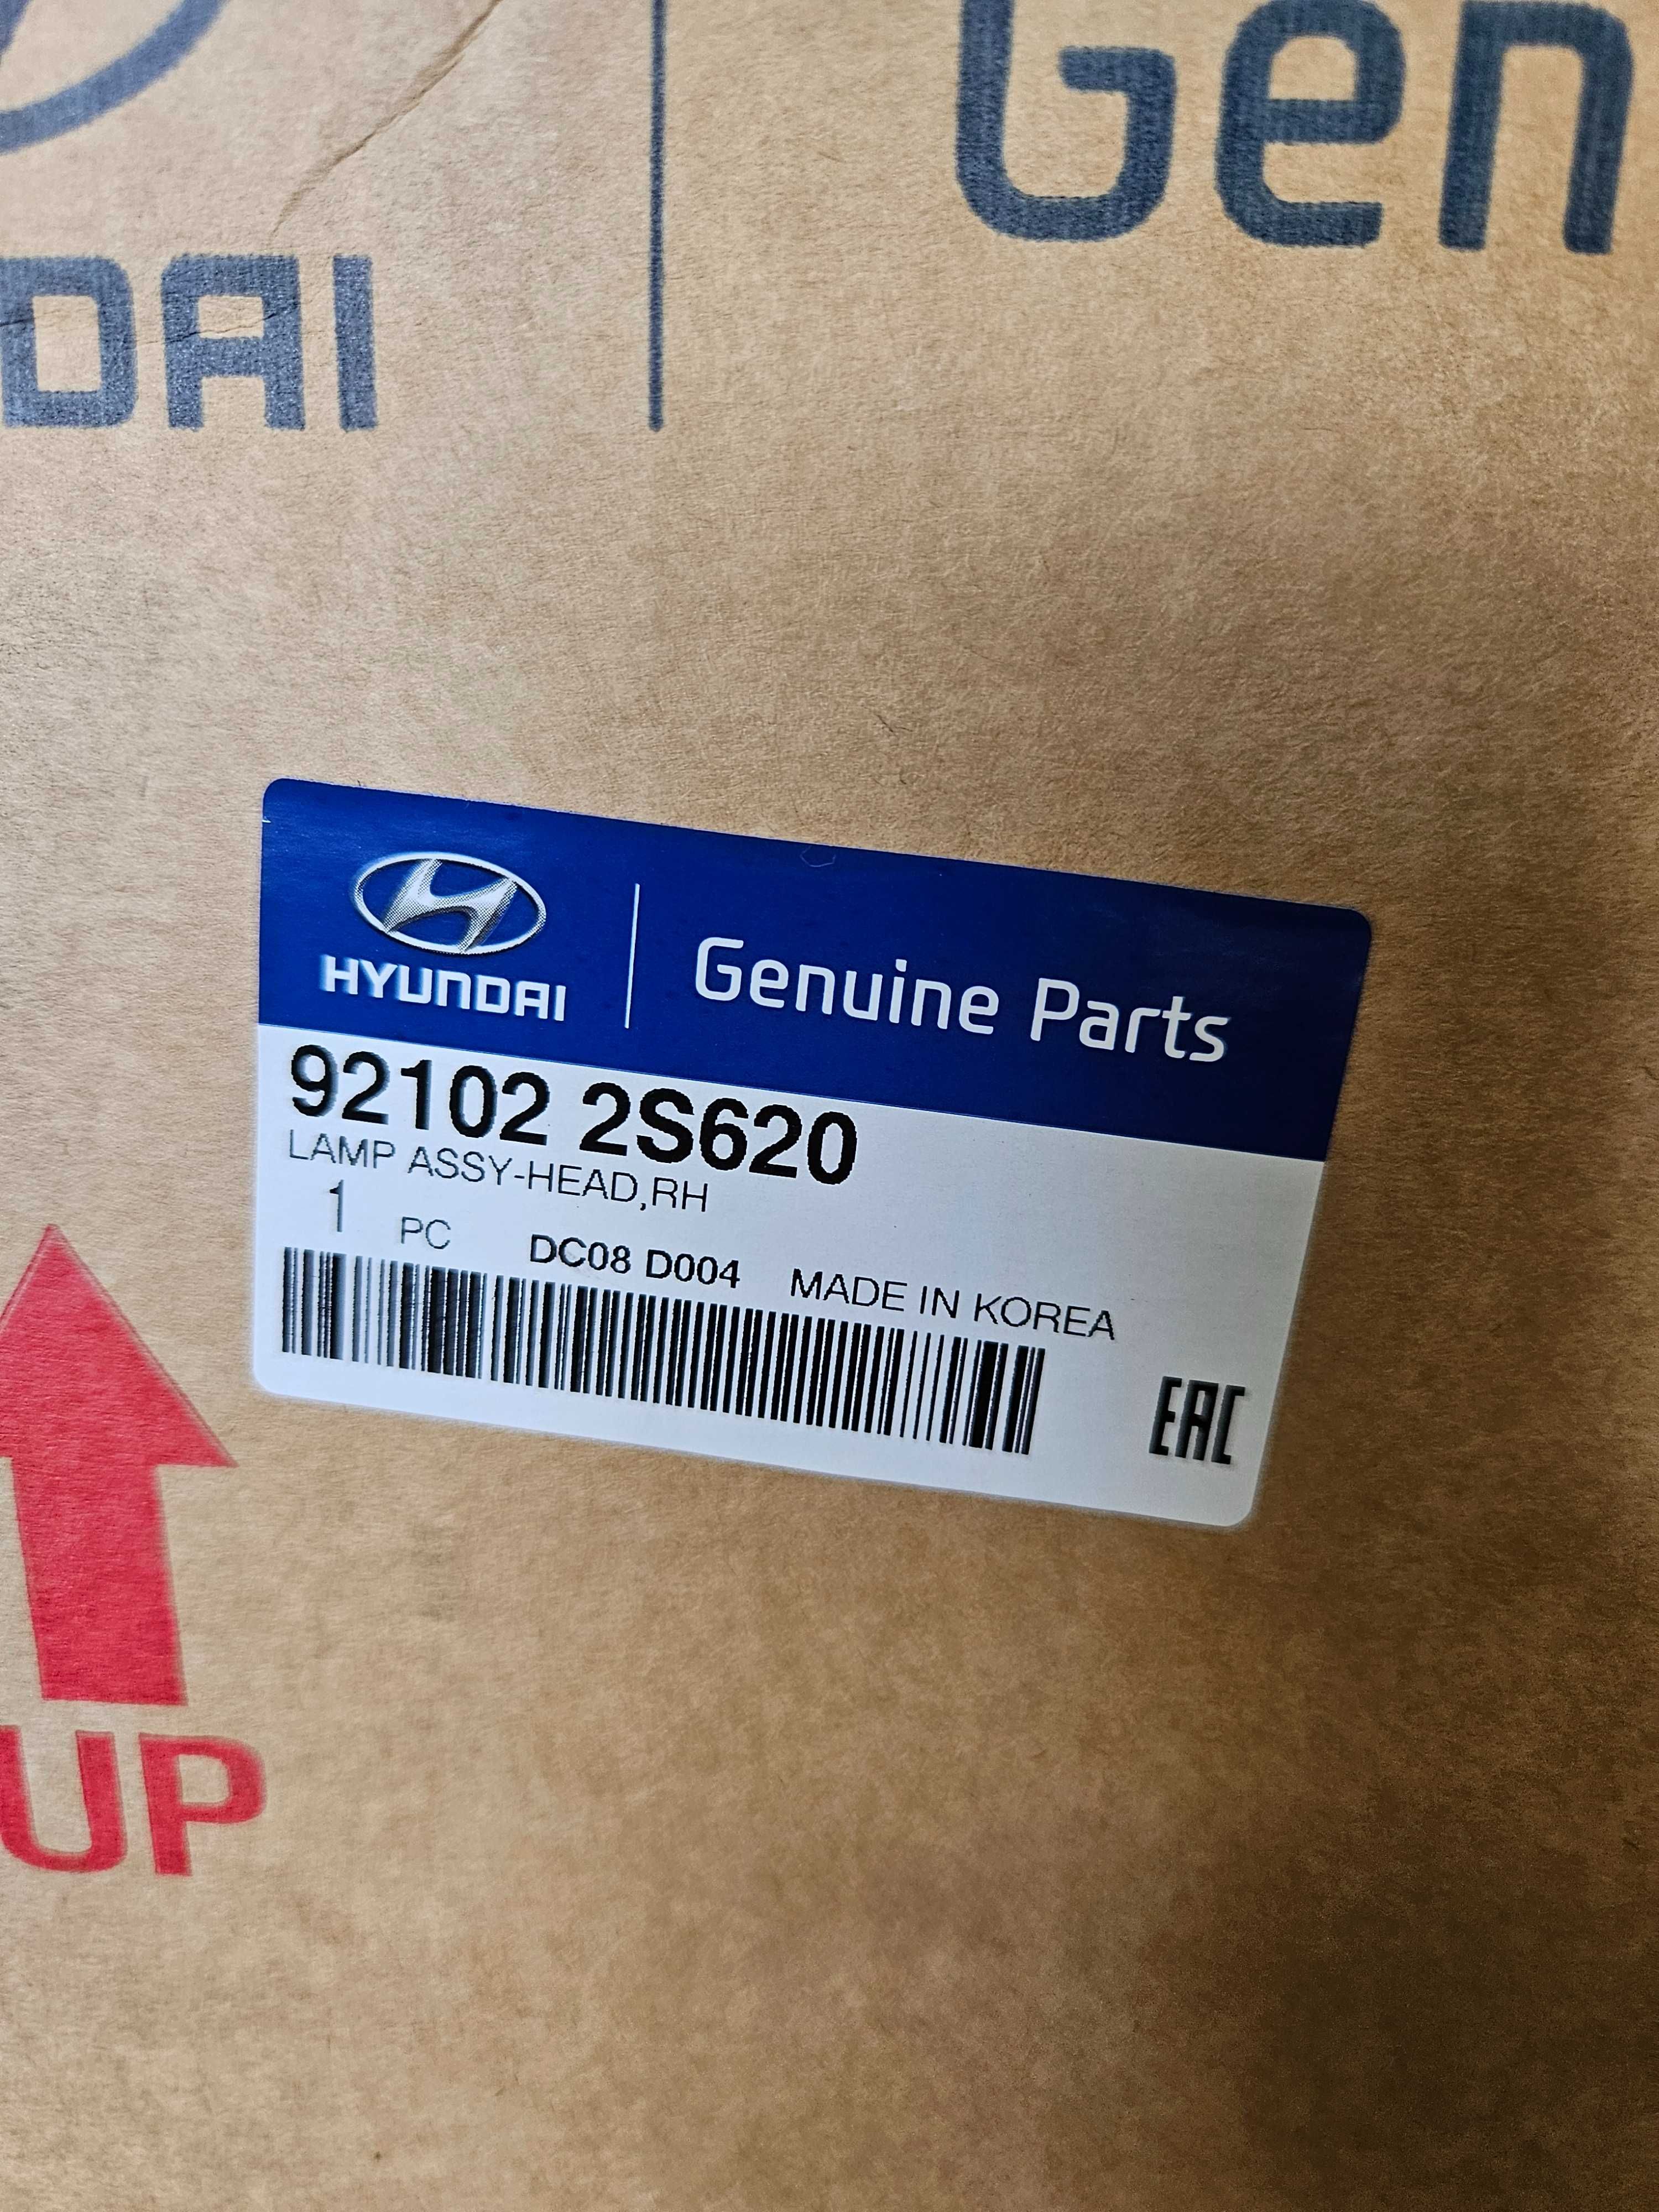 DAI
Gen
HYUNDAI
Genuine Parts
92102 2S620
LAMP ASSY-HEAD,RH
1 PC DC08 D004 MADE IN KOREA
EAC
UP